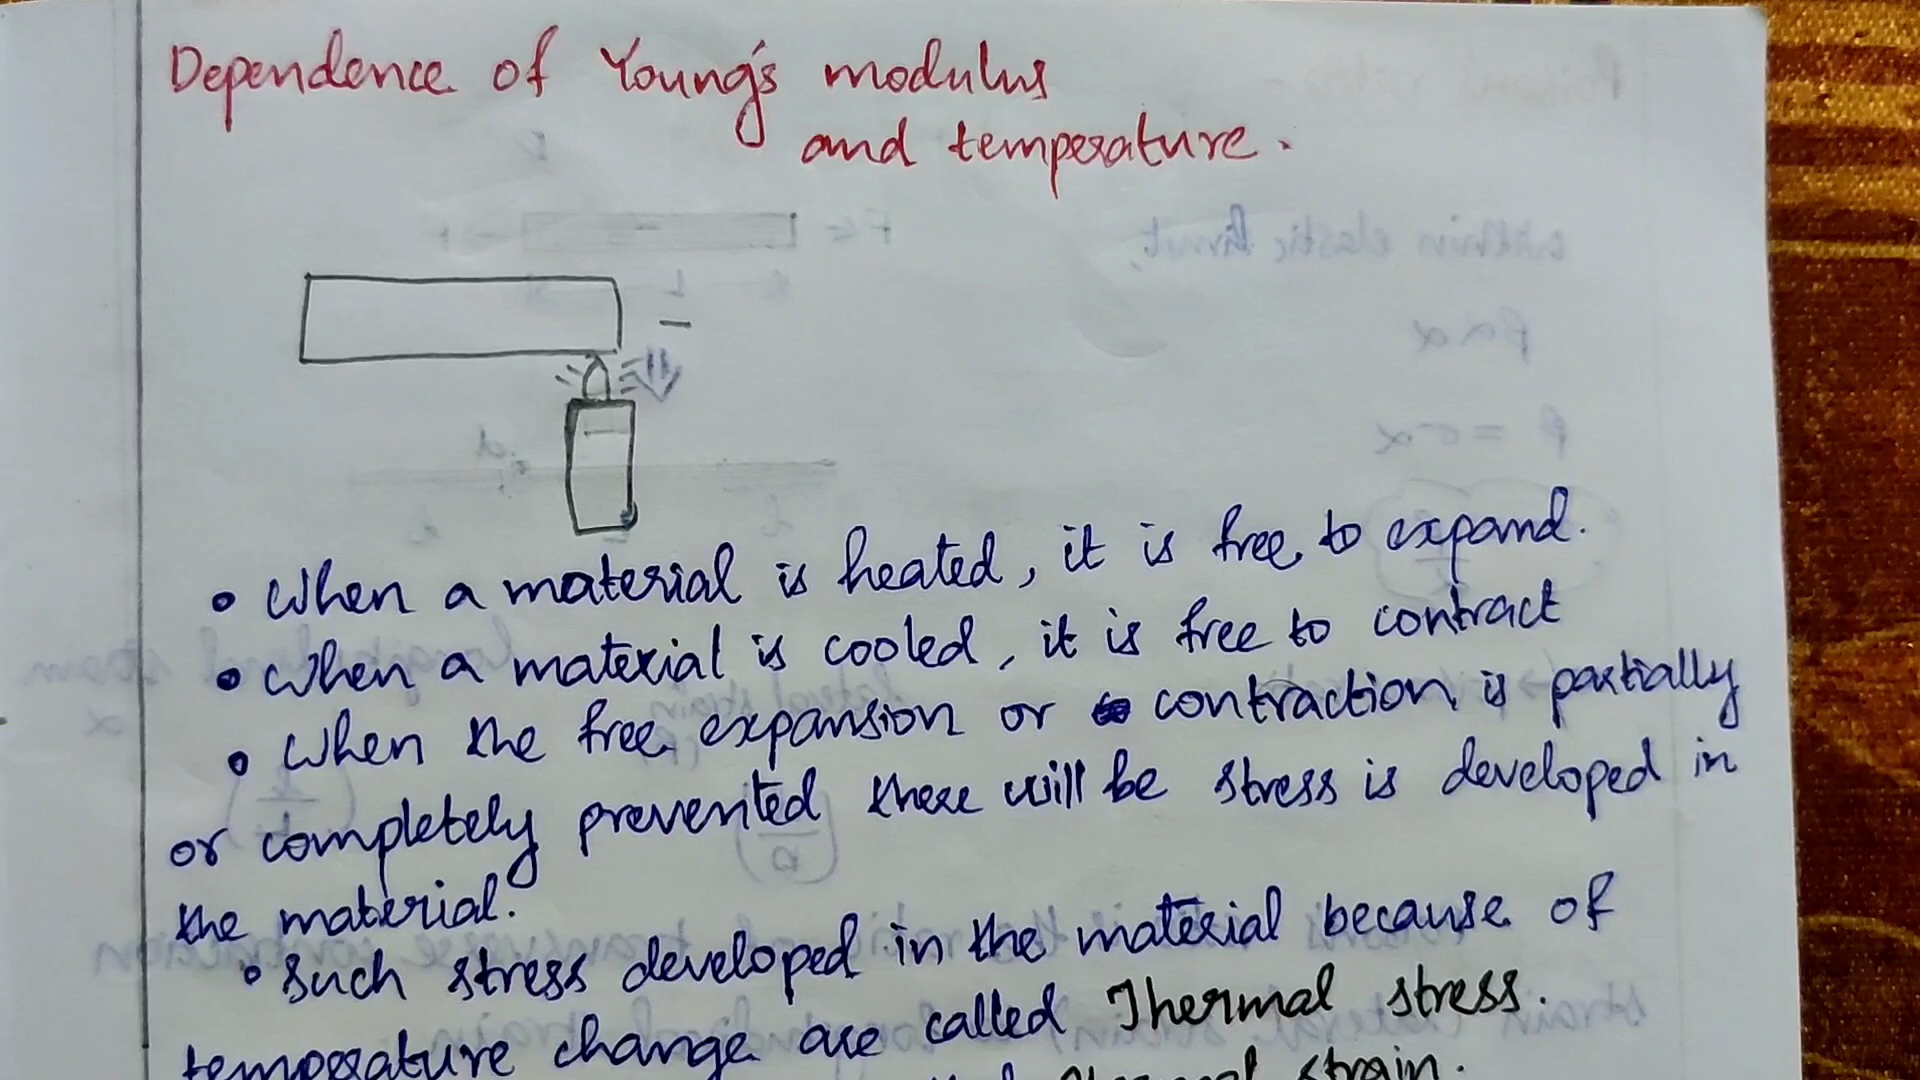 Dependence of Young's modulus
and temperature.
• When a material is heated, it is free to expand.
• When a material is cooled, it is free to contract
• When the free expansion or contraction is partially
or completely prevented there will be stress is developed in
the material.
• Such stress developed in the material because of
temperature change are called Thermal stress.
thermal strain.